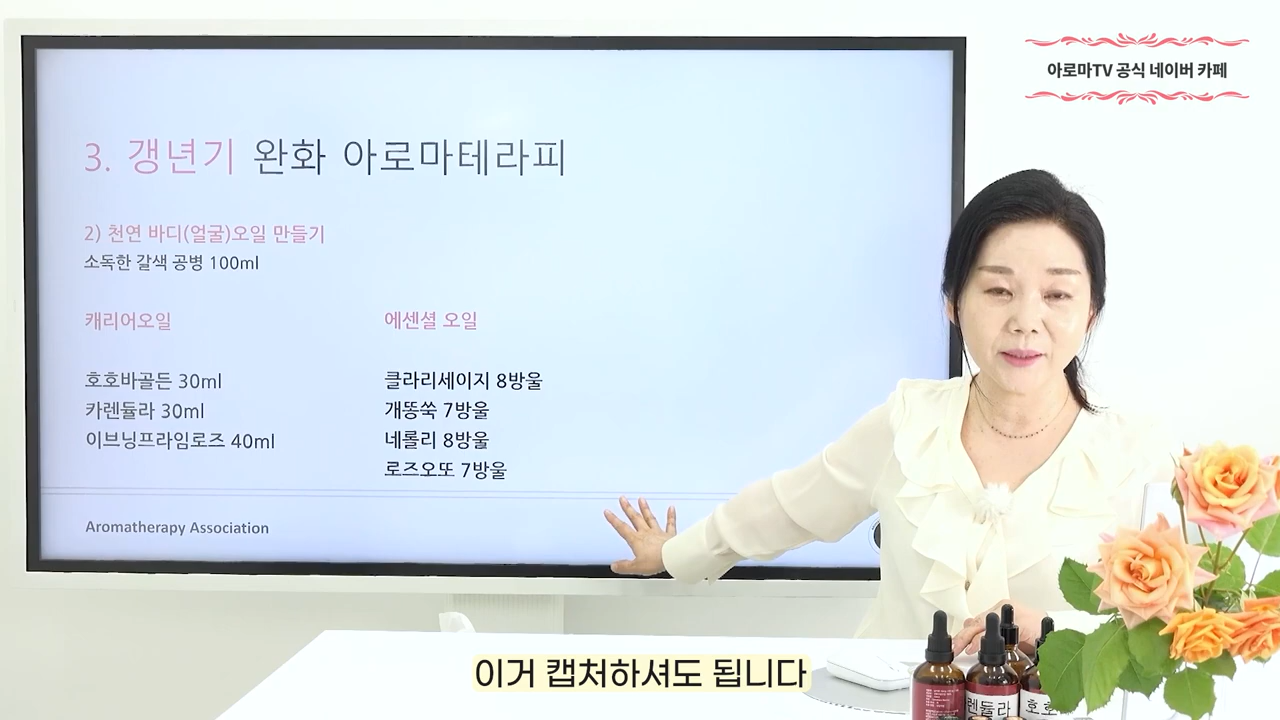 아로마TV 공식 네이버 카페
3. 갱년기 완화 아로마테라피
2) 천연 바디(얼굴)오일 만들기
소독한 갈색 공병 100ml
캐리어오일
에센셜 오일
호호바골든 30ml
클라리세이지 8방울
카렌듈라 30ml
개똥쑥 7방울
이브닝프라임로즈 40ml
네롤리 8방울
로즈오또 7방울
Aromatherapy Association
이거 캡처하셔도 됩니다
렌듈라
호호